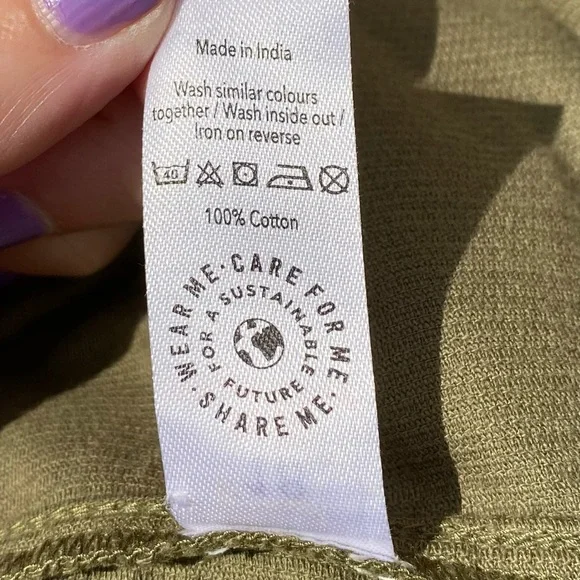 Made in India
Wash similar colours
together / Wash inside out /
Iron on reverse
40
100% Cotton
WEAR ME · CARE FOR ME · SHARE ME ·
FOR A SUSTAINABLE FUTURE